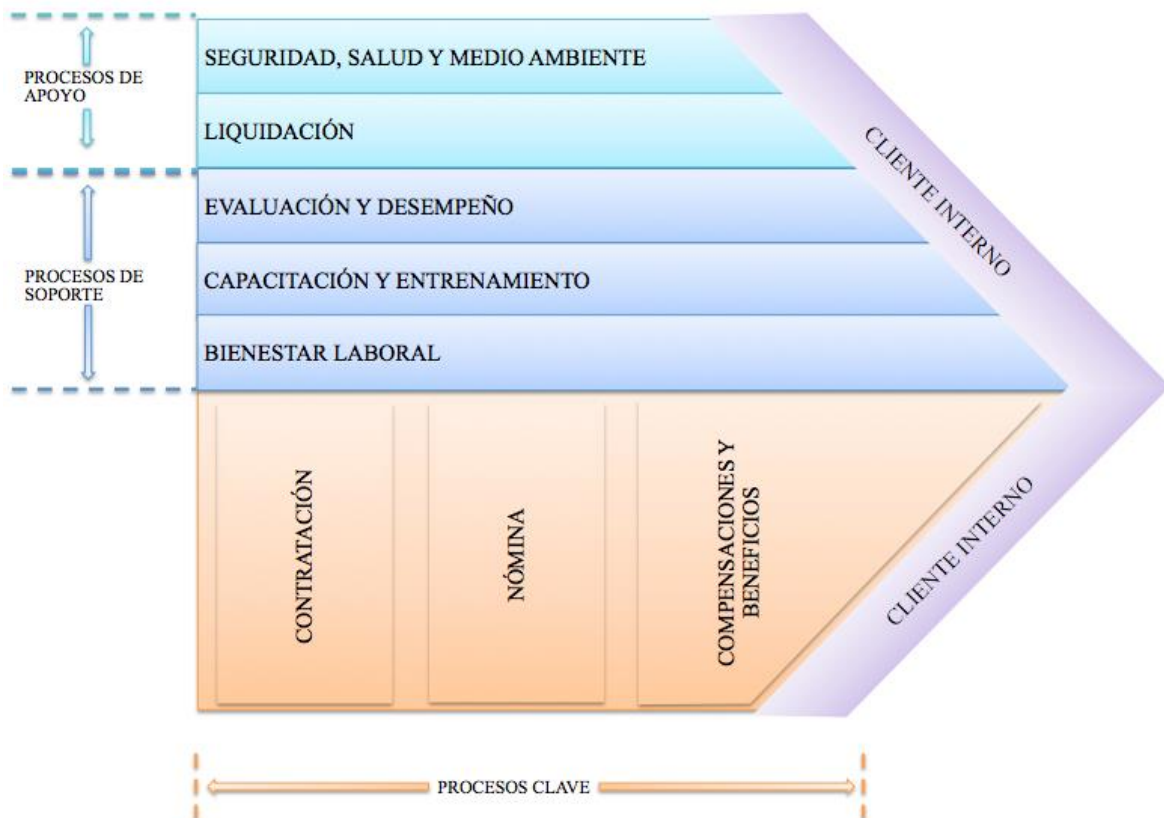 PROCESOS DE
APOYO
SEGURIDAD, SALUD Y MEDIO AMBIENTE
LIQUIDACIÓN
PROCESOS DE
SOPORTE
EVALUACIÓN Y DESEMPEÑO
CAPACITACIÓN Y ENTRENAMIENTO
BIENESTAR LABORAL
CLIENTE INTERNO
CONTRATACIÓN
NÓMINA
COMPENSACIONES Y
BENEFICIOS
CLIENTE INTERNO
PROCESOS CLAVE